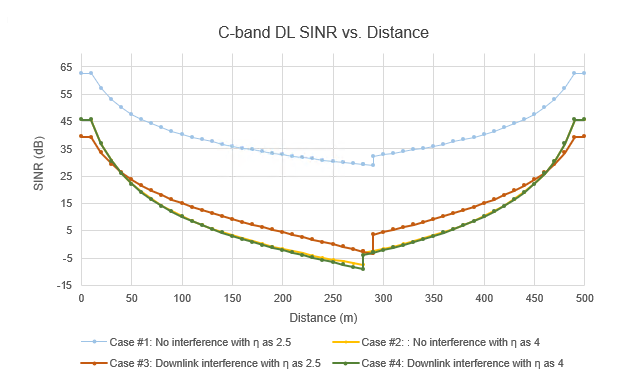 C-band DL SINR vs. Distance
SINR (dB)
65
55
45
35
25
15
5
-5
-15
0 50 100 150 200 250 300 350 400 450 500
Distance (m)
Case #1: No interference with η as 2.5
Case #2: : No interference with η as 4
Case #3: Downlink interference with η as 2.5
Case #4: Downlink interference with η as 4